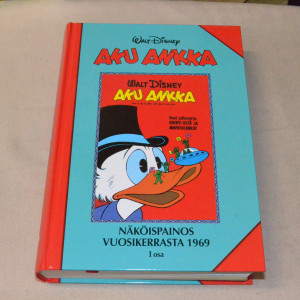 WALT DISNEY
AKU ANKKA
WALT DISNEY
AKU ANKKA
NÄKÖISPAINOS
VUOSIKERRASTA 1969
I osa